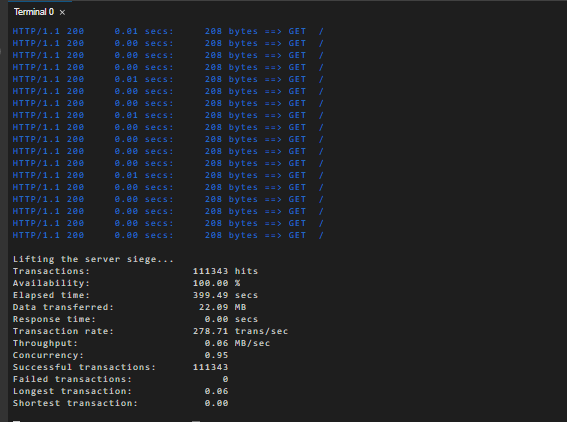 Terminal 0 ×
HTTP/1.1 200 0.01 secs: 208 bytes ==> GET /
HTTP/1.1 200 0.00 secs: 208 bytes ==> GET /
HTTP/1.1 200 0.00 secs: 208 bytes ==> GET /
HTTP/1.1 200 0.00 secs: 208 bytes ==> GET /
HTTP/1.1 200 0.01 secs: 208 bytes ==> GET /
HTTP/1.1 200 0.00 secs: 208 bytes ==> GET /
HTTP/1.1 200 0.00 secs: 208 bytes ==> GET /
HTTP/1.1 200 0.01 secs: 208 bytes ==> GET /
HTTP/1.1 200 0.00 secs: 208 bytes ==> GET /
HTTP/1.1 200 0.00 secs: 208 bytes ==> GET /
HTTP/1.1 200 0.00 secs: 208 bytes ==> GET /
HTTP/1.1 200 0.00 secs: 208 bytes ==> GET /
HTTP/1.1 200 0.01 secs: 208 bytes ==> GET /
HTTP/1.1 200 0.00 secs: 208 bytes ==> GET /
HTTP/1.1 200 0.00 secs: 208 bytes ==> GET /
HTTP/1.1 200 0.00 secs: 208 bytes ==> GET /
HTTP/1.1 200 0.00 secs: 208 bytes ==> GET /
HTTP/1.1 200 0.00 secs: 208 bytes ==> GET /
Lifting the server siege...
Transactions: 111343 hits
Availability: 100.00 %
Elapsed time: 399.49 secs
Data transferred: 22.09 MB
Response time: 0.00 secs
Transaction rate: 278.71 trans/sec
Throughput: 0.06 MB/sec
Concurrency: 0.95
Successful transactions: 111343
Failed transactions: 0
Longest transaction: 0.06
Shortest transaction: 0.00